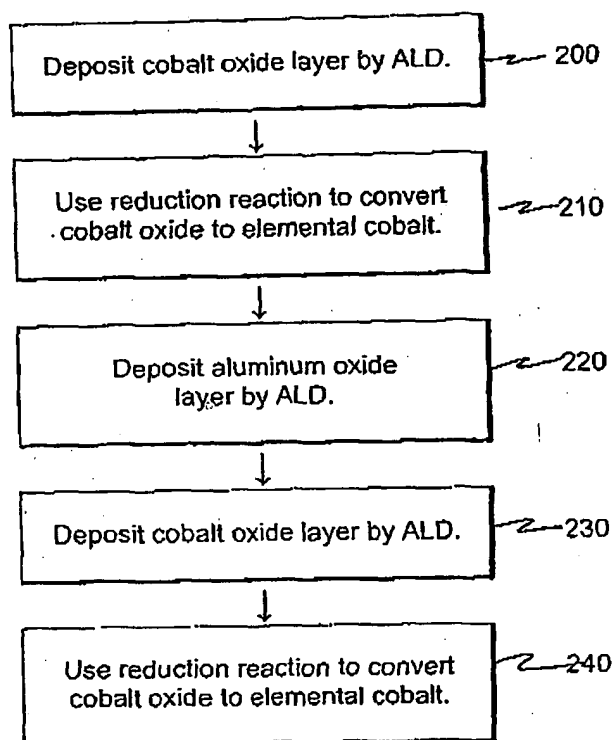 Deposit cobalt oxide layer by ALD.
200
Use reduction reaction to convert
cobalt oxide to elemental cobalt.
210
Deposit aluminum oxide
layer by ALD.
220
Deposit cobalt oxide layer by ALD.
230
Use reduction reaction to convert
cobalt oxide to elemental cobalt.
240